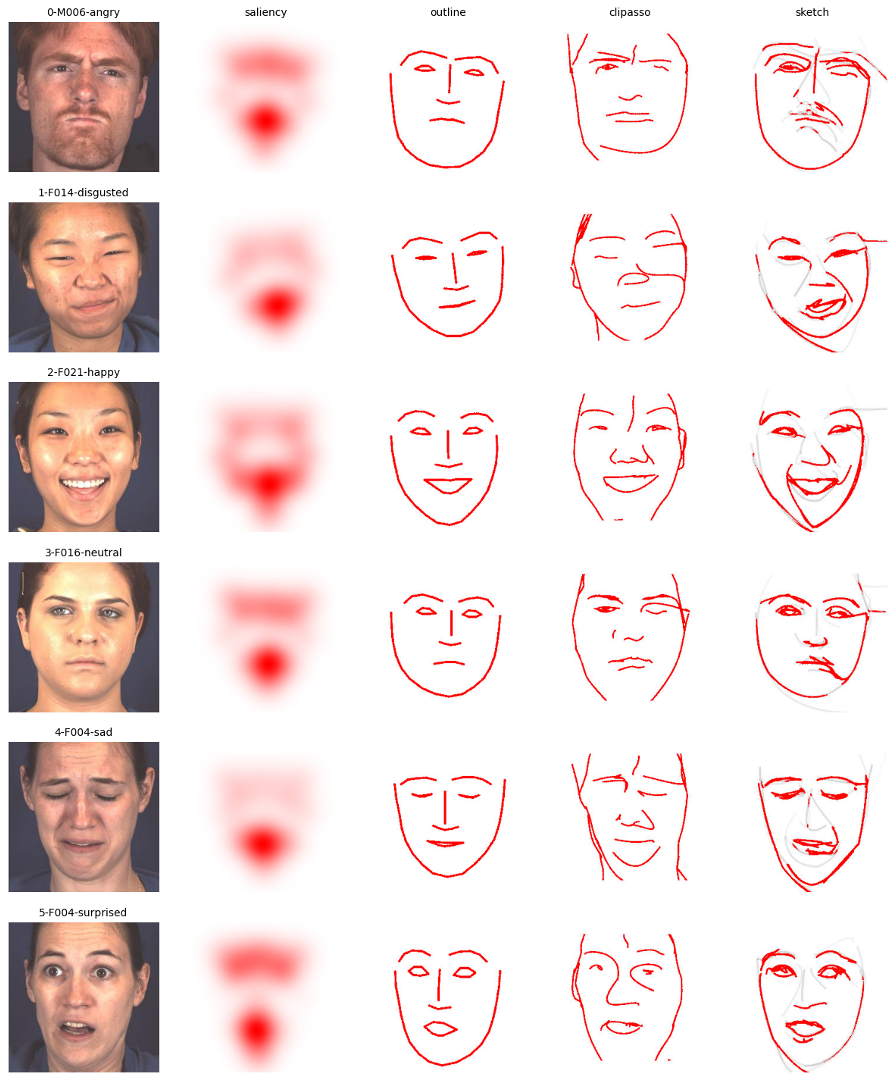 0-M006-angry saliency outline clipasso sketch
1-F014-disgusted
2-F021-happy
3-F016-neutral
4-F004-sad
5-F004-surprised